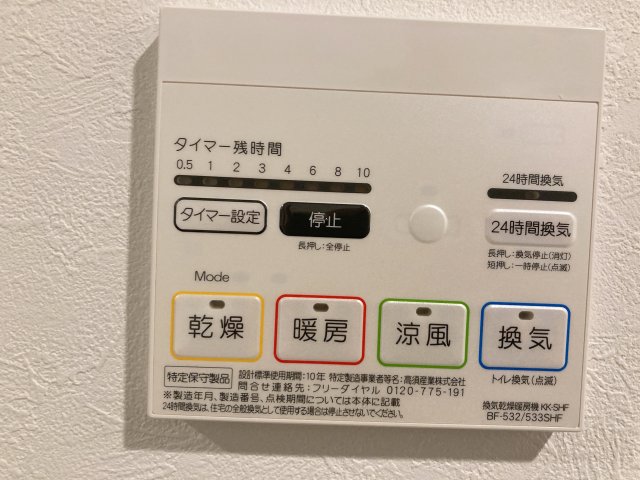 タイマー残時間
0.5 1 2 3 4 6 8 10
24時間換気
タイマー設定
停止
24時間換気
長押し:全停止
長押し:換気停止(消灯)
短押し:一時停止(点滅)
Mode
乾燥
暖房
涼風
換気
特定保守製品
設計標準使用期間:10年 特定製造事業者等名:高須産業株式会社
問合せ連絡先:フリーダイヤル 0120-775-191
トイレ換気(点滅)
※製造年月、製造番号、点検期間については本体に記載
24時間換気は、住宅の全般換気として使用する場合は停止させないでください。
換気乾燥暖房機 KK-SHF
BF-532/533SHF